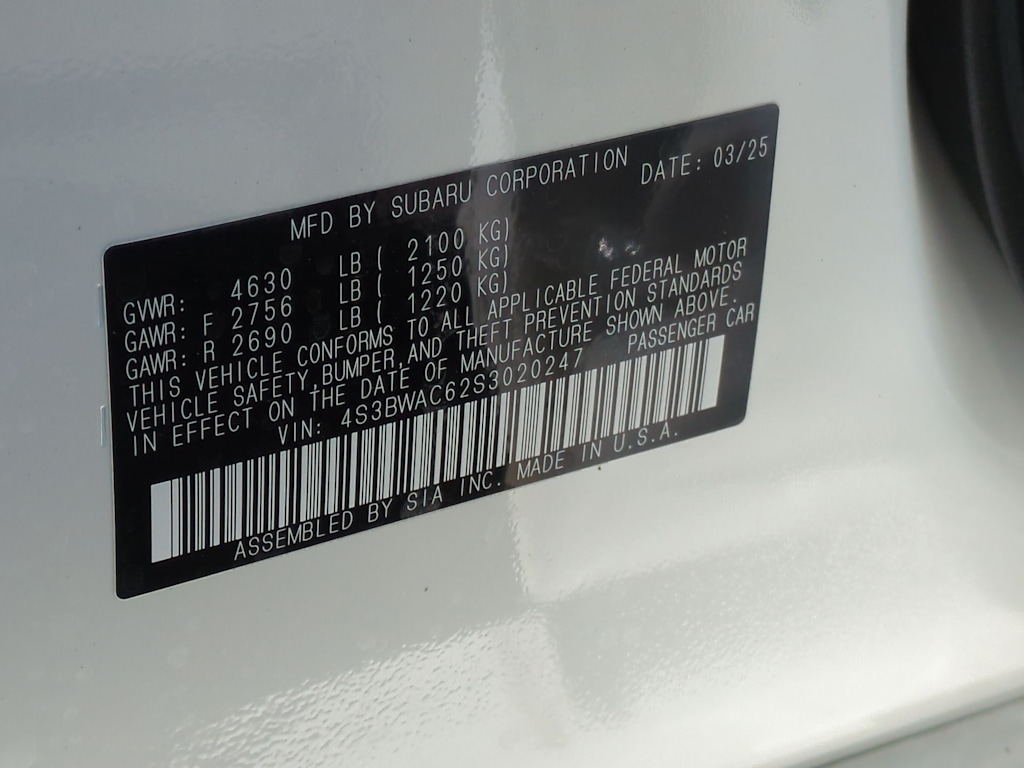 MFD BY SUBARU CORPORATION DATE: 03/25
GVWR: 4630 LB ( 2100 KG)
GAWR: F 2756 LB ( 1250 KG)
GAWR: R 2690 LB ( 1220 KG)
THIS VEHICLE CONFORMS TO ALL APPLICABLE FEDERAL MOTOR
VEHICLE SAFETY, BUMPER, AND THEFT PREVENTION STANDARDS
IN EFFECT ON THE DATE OF MANUFACTURE SHOWN ABOVE.
VIN: 4S3BWAC62S3020247 PASSENGER CAR
ASSEMBLED BY SIA INC. MADE IN U.S.A.